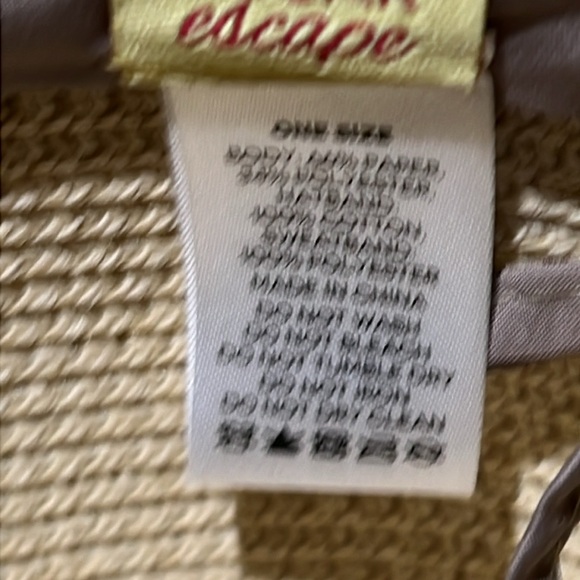 escape
ONE SIZE
BODY: PAPER,
POLYESTER,
HATBAND
100% COTTON
SWEATBAND
100% POLYESTER
MADE IN CHINA
DO NOT WASH
DO NOT BLEACH
DO NOT TUMBLE DRY
DO NOT IRON
DO NOT DRY CLEAN